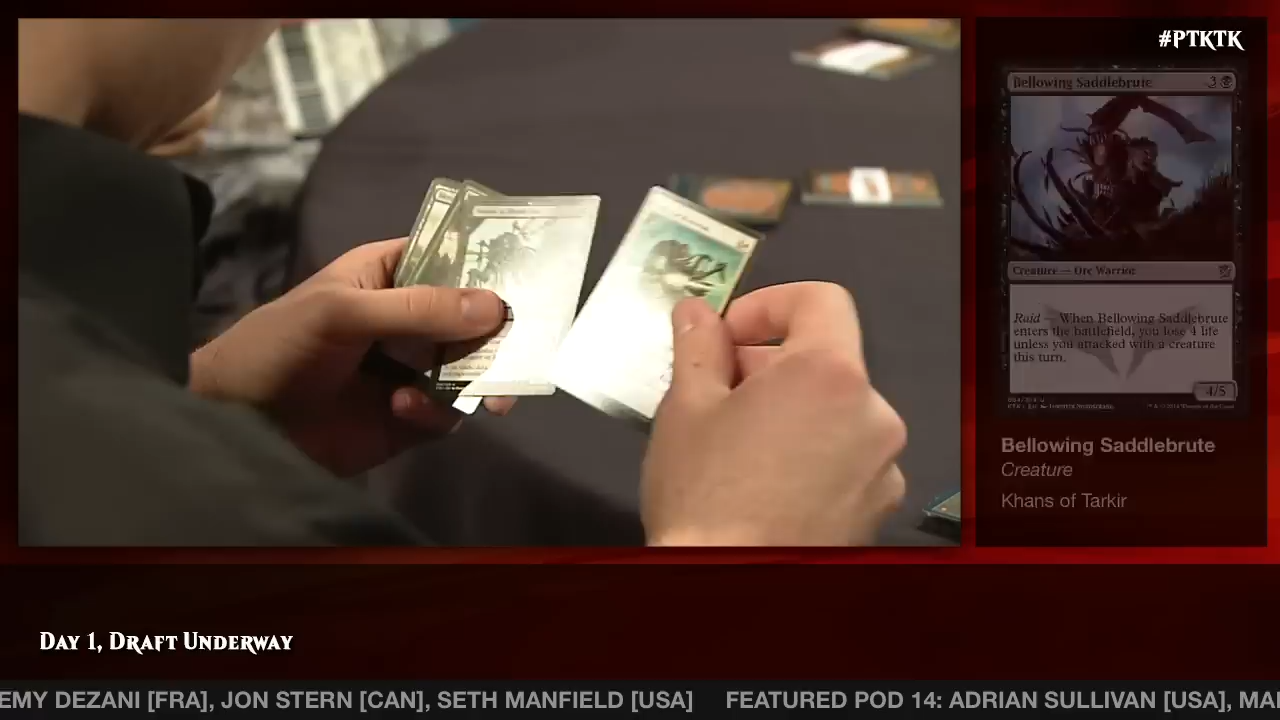 #PTKTK
Bellowing Saddlebrute 3
Creature — Orc Warrior
Raid — When Bellowing Saddlebrute
enters the battlefield, you lose 4 life
unless you attacked with a creature
this turn.
4/5
Bellowing Saddlebrute
Creature
Khans of Tarkir
Day 1, Draft Underway
EMY DEZANI [FRA], JON STERN [CAN], SETH MANFIELD [USA] FEATURED POD 14: ADRIAN SULLIVAN [USA], MA